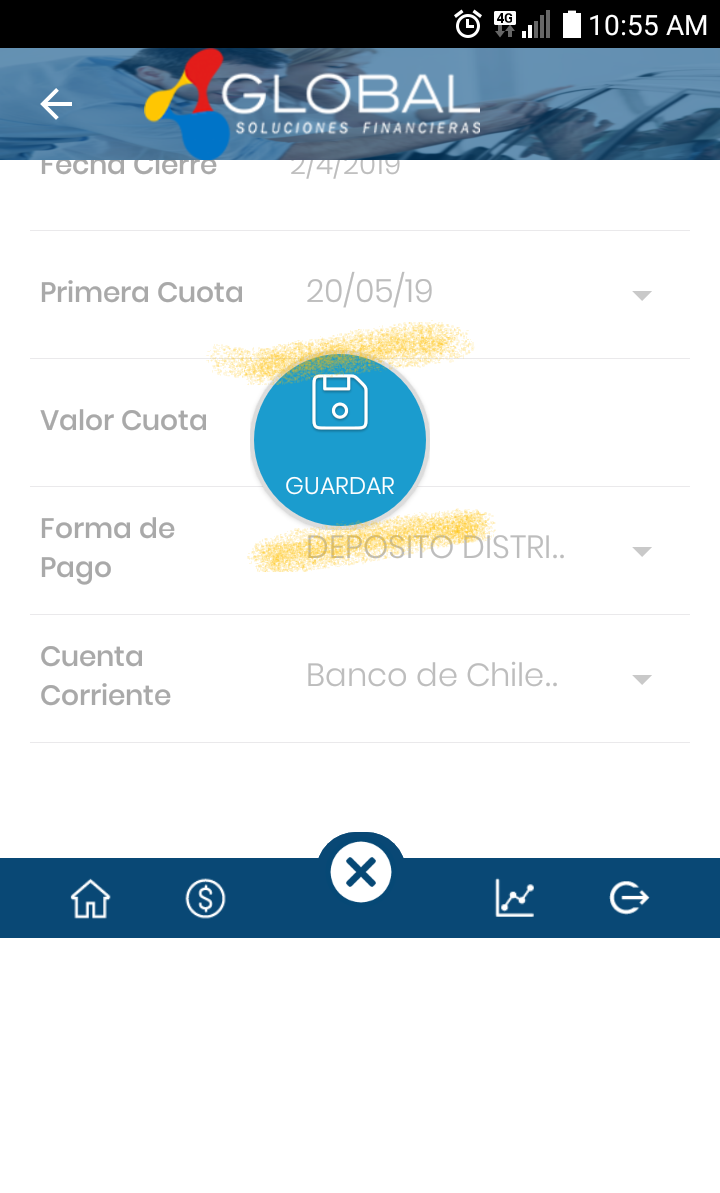 4G 10:55 AM
GLOBAL
SOLUCIONES FINANCIERAS
Fecha Cierre 2/4/2019
Primera Cuota 20/05/19
Valor Cuota
GUARDAR
Forma de
Pago
DEPOSITO DISTRI..
Cuenta
Corriente
Banco de Chile..